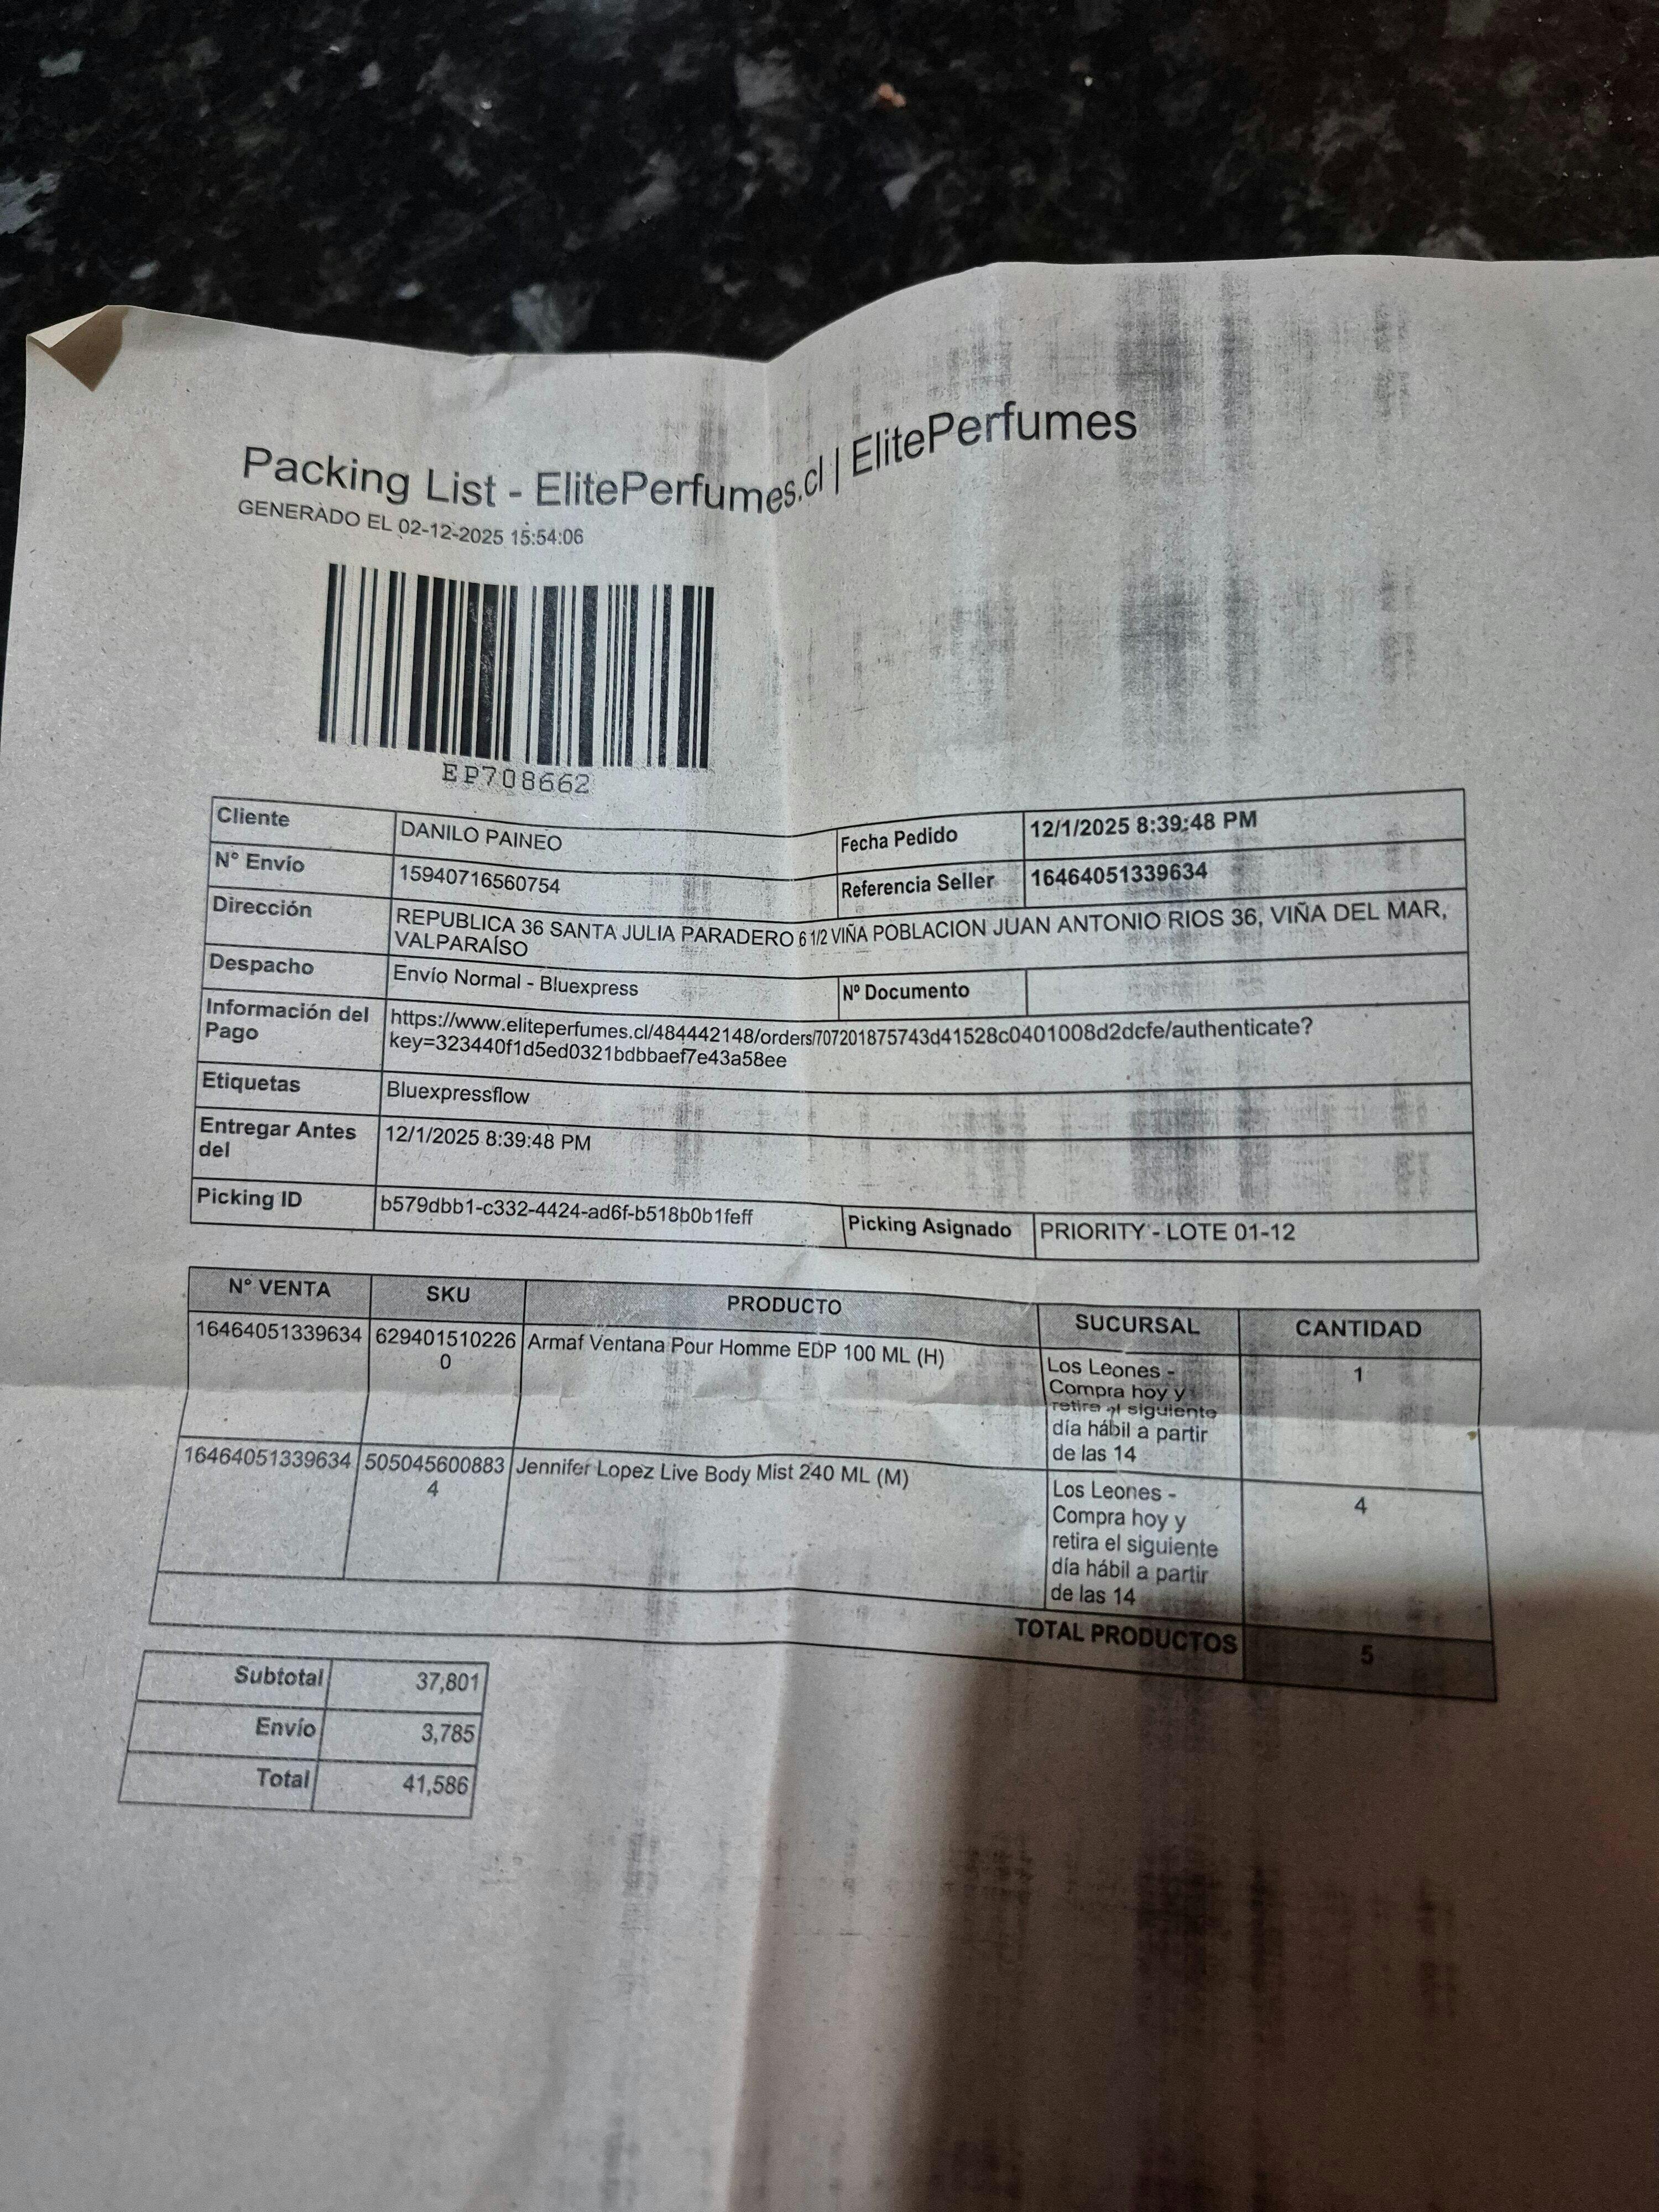 Packing List - ElitePerfumes.cl | ElitePerfumes
GENERADO EL 02-12-2025 15:54:06
EP708662
Cliente DANILO PAINEO Fecha Pedido 12/1/2025 8:39:48 PM
N° Envío 15940716560754 Referencia Seller 16464051339634
Dirección REPUBLICA 36 SANTA JULIA PARADERO 6 1/2 VIÑA POBLACION JUAN ANTONIO RIOS 36, VIÑA DEL MAR,
VALPARAÍSO
Despacho Envío Normal - Bluexpress Nº Documento
Información del https://www.eliteperfumes.cl/484442148/orders/707201875743d41528c0401008d2dcfe/authenticate?
Pago key=323440f1d5ed0321bdbbaef7e43a58ee
Etiquetas Bluexpressflow
Entregar Antes 12/1/2025 8:39:48 PM
del
Picking ID b579dbb1-c332-4424-ad6f-b518b0b1feff Picking Asignado PRIORITY - LOTE 01-12
N° VENTA SKU PRODUCTO SUCURSAL CANTIDAD
16464051339634 629401510226 Armaf Ventana Pour Homme EDP 100 ML (H) Los Leones - 1
0 Compra hoy y
retira el siguiente
día hábil a partir
de las 14
16464051339634 505045600883 Jennifer Lopez Live Body Mist 240 ML (M) Los Leones - 4
4 Compra hoy y
retira el siguiente
día hábil a partir
de las 14
TOTAL PRODUCTOS 5
Subtotal 37,801
Envío 3,785
Total 41,586